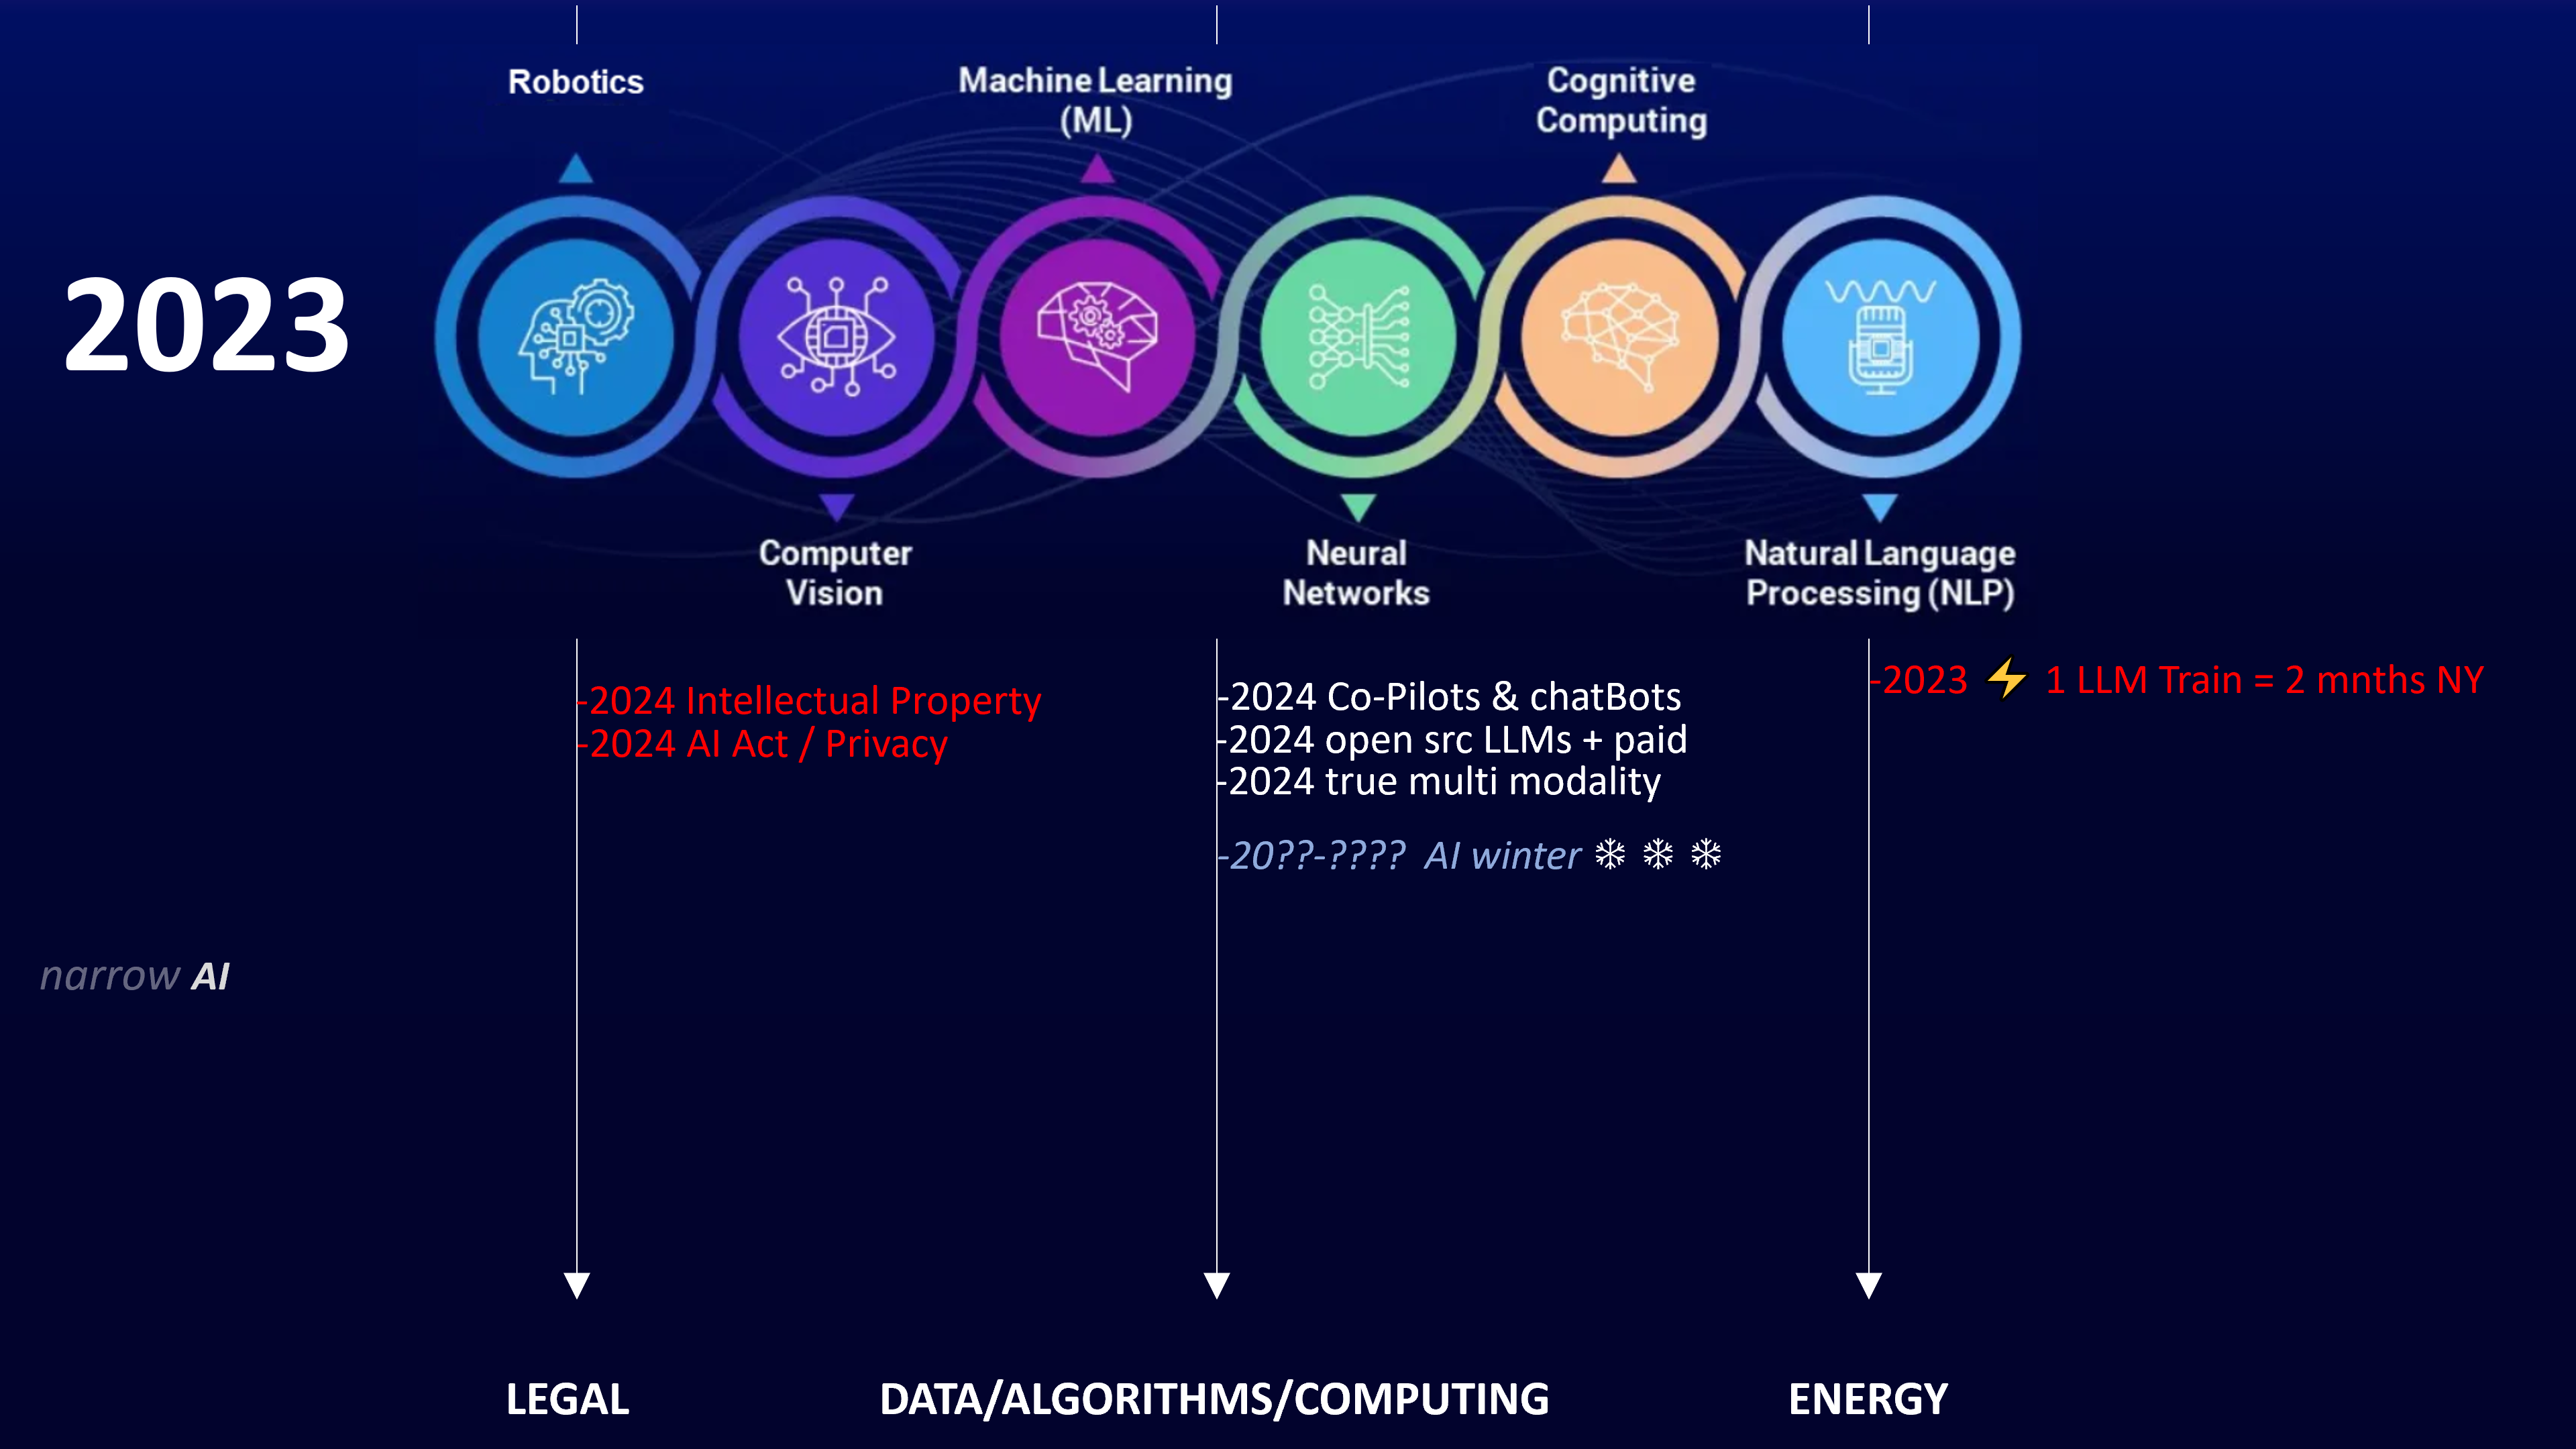 Robotics
Machine Learning
(ML)
Cognitive
Computing
2023
Computer
Vision
Neural
Networks
Natural Language
Processing (NLP)
-2024 Intellectual Property
-2024 AI Act / Privacy
-2024 Co-Pilots & chatBots
-2024 open src LLMs + paid
-2024 true multi modality
-20??-???? AI winter ❄ ❄ ❄
-2023 ⚡ 1 LLM Train = 2 mnths NY
narrow AI
LEGAL
DATA/ALGORITHMS/COMPUTING
ENERGY